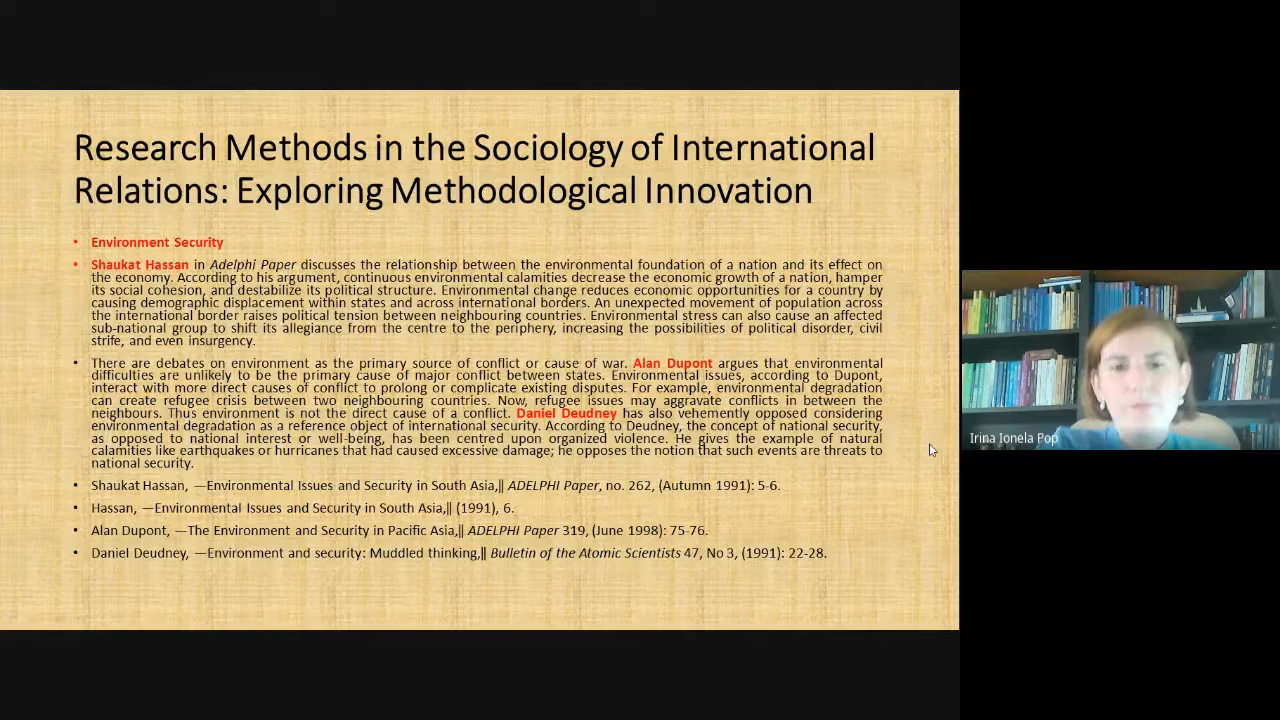 Research Methods in the Sociology of International
Relations: Exploring Methodological Innovation
• Environment Security
• Shaukat Hassan in Adelphi Paper discusses the relationship between the environmental foundation of a nation and its effect on
the economy. According to his argument, continuous environmental calamities decrease the economic growth of a nation, hamper
its social cohesion, and destabilize its political structure. Environmental change reduces economic opportunities for a country by
causing demographic displacement within states and across international borders. An unexpected movement of population across
the international border raises political tension between neighbouring countries. Environmental stress can also cause an affected
sub-national group to shift its allegiance from the centre to the periphery, increasing the possibilities of political disorder, civil
strife, and even insurgency.
• There are debates on environment as the primary source of conflict or cause of war. Alan Dupont argues that environmental
difficulties are unlikely to be the primary cause of major conflict between states. Environmental issues, according to Dupont,
interact with more direct causes of conflict to prolong or complicate existing disputes. For example, environmental degradation
can create refugee crisis between two neighbouring countries. Now, refugee issues may aggravate conflicts in between the
neighbours. Thus environment is not the direct cause of a conflict. Daniel Deudney has also vehemently opposed considering
environmental degradation as a reference object of international security. According to Deudney, the concept of national security,
as opposed to national interest or well-being, has been centred upon organized violence. He gives the example of natural
calamities like earthquakes or hurricanes that had caused excessive damage; he opposes the notion that such events are threats to
national security.
• Shaukat Hassan, ―Environmental Issues and Security in South Asia,‖ ADELPHI Paper, no. 262, (Autumn 1991): 5-6.
• Hassan, ―Environmental Issues and Security in South Asia,‖ (1991), 6.
• Alan Dupont, ―The Environment and Security in Pacific Asia,‖ ADELPHI Paper 319, (June 1998): 75-76.
• Daniel Deudney, ―Environment and security: Muddled thinking,‖ Bulletin of the Atomic Scientists 47, No 3, (1991): 22-28.
Irina Ionela Pop